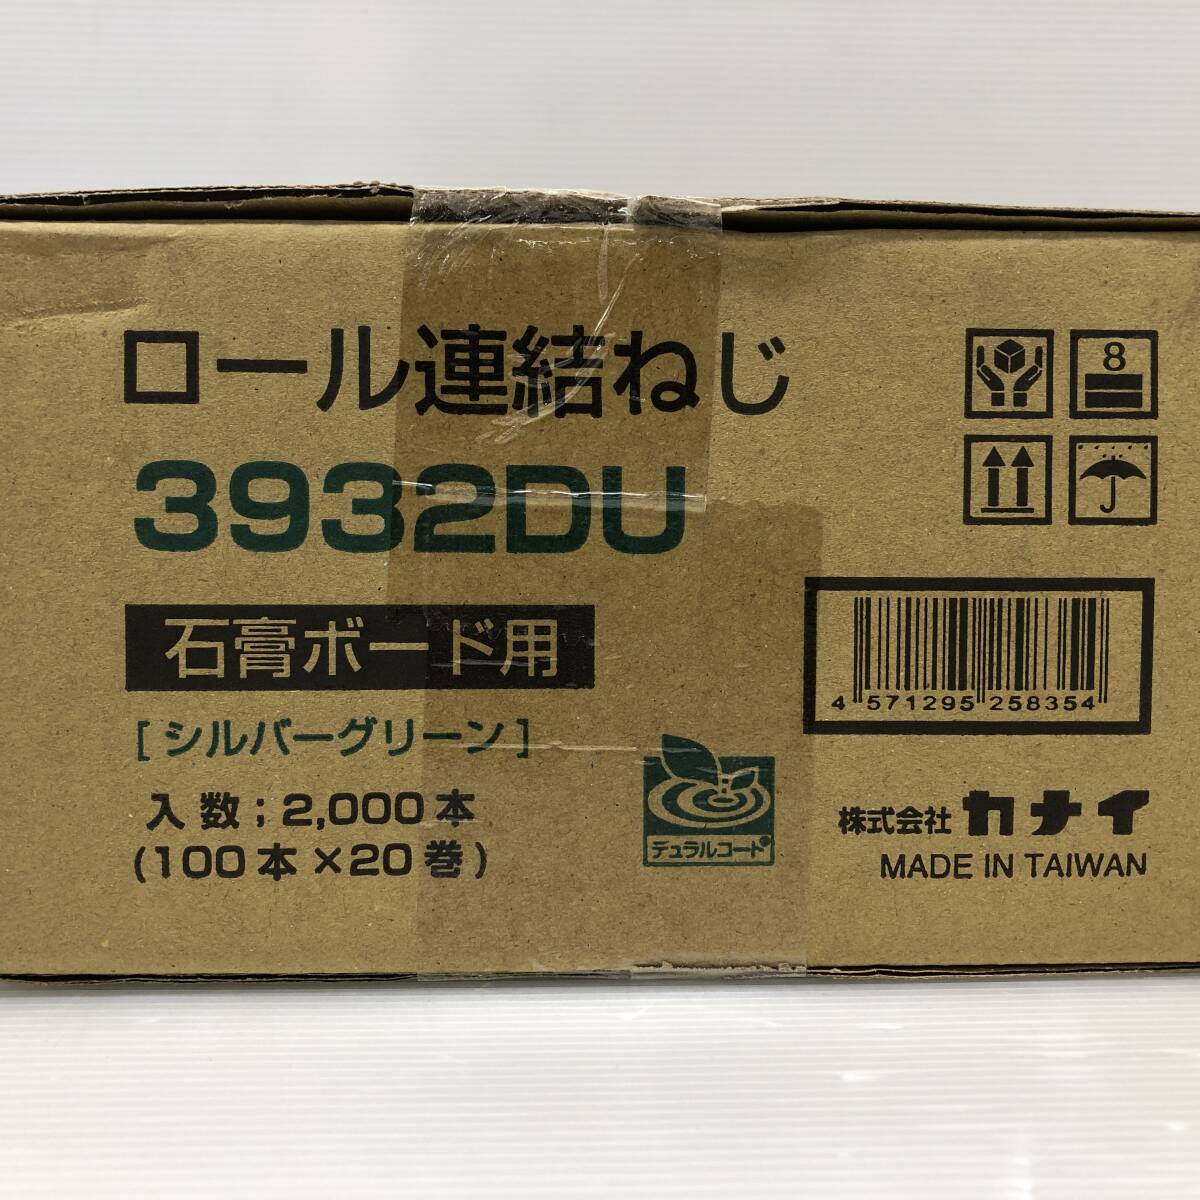 ロール連結ねじ
3932DU
石膏ボード用
[シルバーグリーン]
入数;2,000本
(100本×20巻)
デュラルコート®
8
4 571295 258354
株式会社カナイ
MADE IN TAIWAN